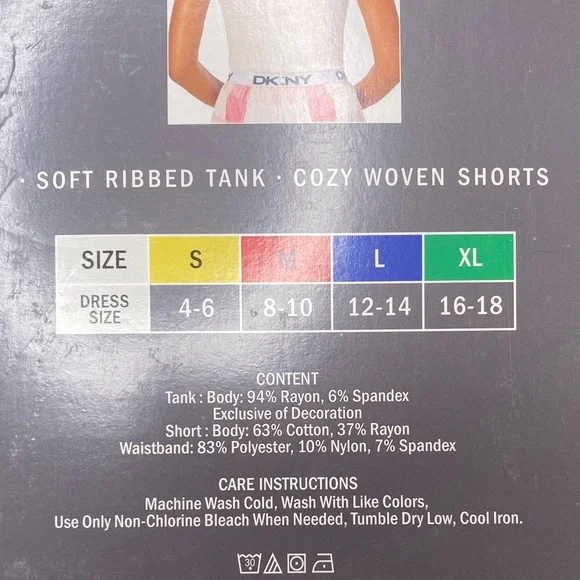 DKNY
· SOFT RIBBED TANK · COZY WOVEN SHORTS
SIZE S M L XL
DRESS SIZE 4-6 8-10 12-14 16-18
CONTENT
Tank : Body: 94% Rayon, 6% Spandex
Exclusive of Decoration
Short : Body: 63% Cotton, 37% Rayon
Waistband: 83% Polyester, 10% Nylon, 7% Spandex
CARE INSTRUCTIONS
Machine Wash Cold, Wash With Like Colors,
Use Only Non-Chlorine Bleach When Needed, Tumble Dry Low, Cool Iron.
30